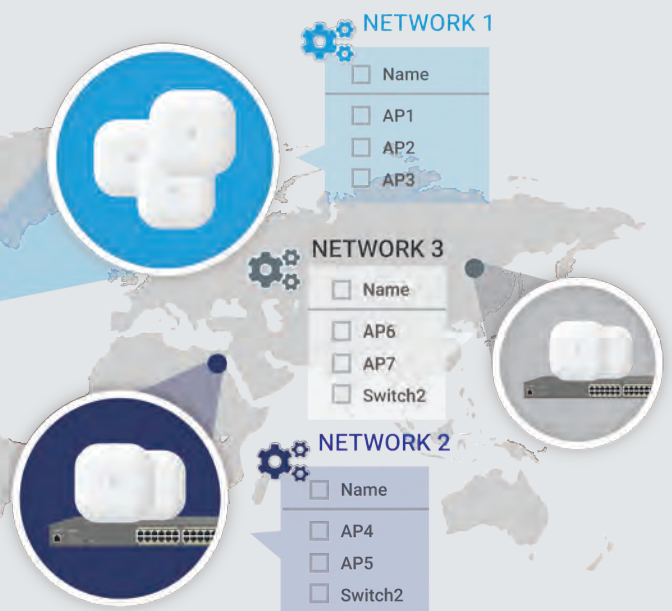 NETWORK 1
Name
AP1
AP2
AP3
NETWORK 3
Name
AP6
AP7
Switch2
NETWORK 2
Name
AP4
AP5
Switch2